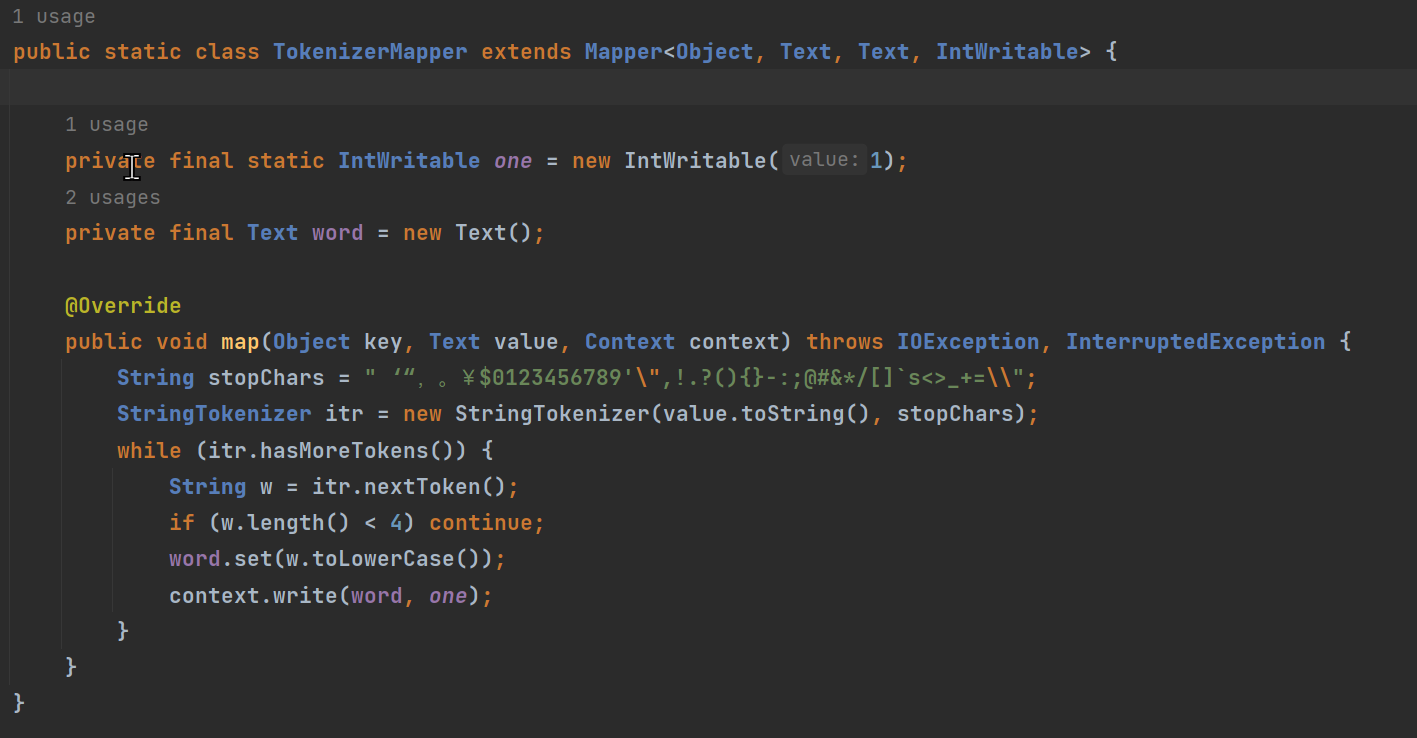 1 usage
public static class TokenizerMapper extends Mapper<Object, Text, Text, IntWritable> {
1 usage
private final static IntWritable one = new IntWritable( value: 1);
2 usages
private final Text word = new Text();
@Override
public void map(Object key, Text value, Context context) throws IOException, InterruptedException {
String stopChars = " ‘“，。￥$0123456789'\",!.?(){}-:;@#&*/[]`s<>_+=\\";
StringTokenizer itr = new StringTokenizer(value.toString(), stopChars);
while (itr.hasMoreTokens()) {
String w = itr.nextToken();
if (w.length() < 4) continue;
word.set(w.toLowerCase());
context.write(word, one);
}
}
}